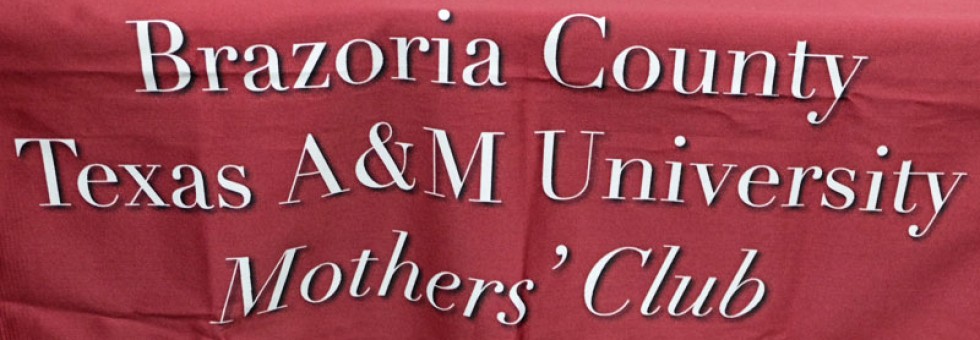 Brazoria County
Texas A&M University
Mothers' Club